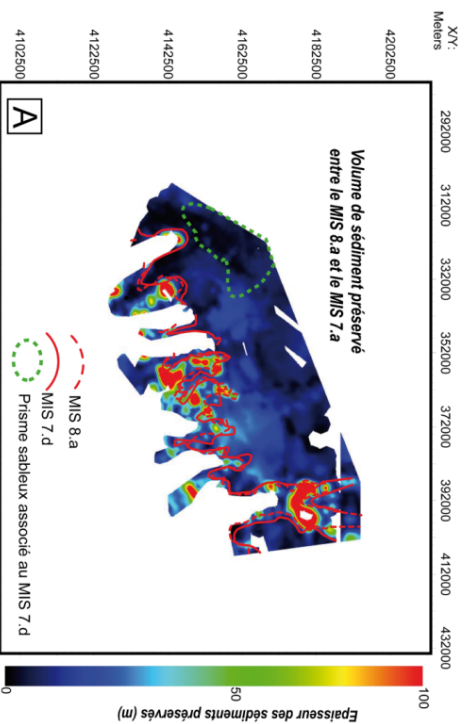 X/Y:
Meters
292000
312000
332000
352000
372000
392000
412000
432000
4202500
4182500
4162500
4142500
4122500
4102500
Volume de sédiment préservé
entre le MIS 8.a et le MIS 7.a
A
MIS 8.a
MIS 7.d
Prisme sableux associé au MIS 7.d
0
50
100
Epaisseur des sédiments préservés (m)